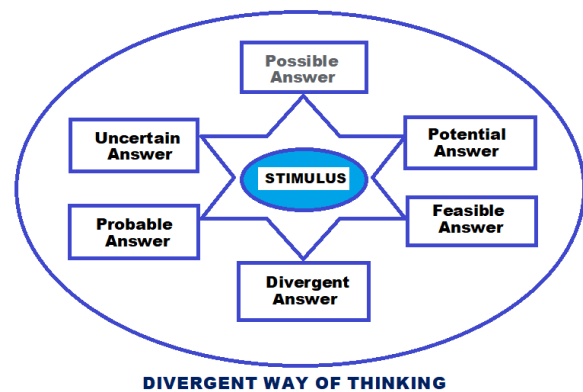 Possible
Answer
Uncertain
Answer
Potential
Answer
STIMULUS
Probable
Answer
Feasible
Answer
Divergent
Answer
DIVERGENT WAY OF THINKING